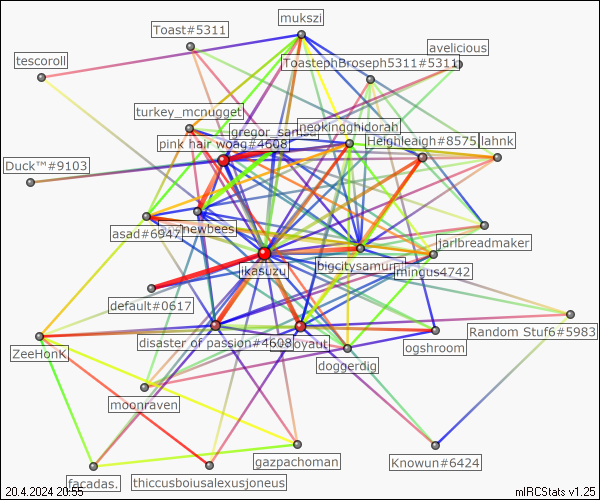 mukszi
Toast#5311
avelicious
tescoroll
ToastephBroseph5311#5311
turkey_mcnugget
neokingghidorah
gregor_samsa
pink hair woag#4608
Heighleaigh#8575
lahnk
Duck™#9103
newbees
asad#6947
jarlbreadmaker
bigcitysamurai
ikasuzu
mingus4742
default#0617
Random Stuf6#5983
disaster of passion#4608
ogshroom
ZeeHonK
doggerdig
moonraven
gazpachoman
Knowun#6424
facadas.
thiccusboiusalexusjoneus
20.4.2024 20:55
mIRCStats v1.25